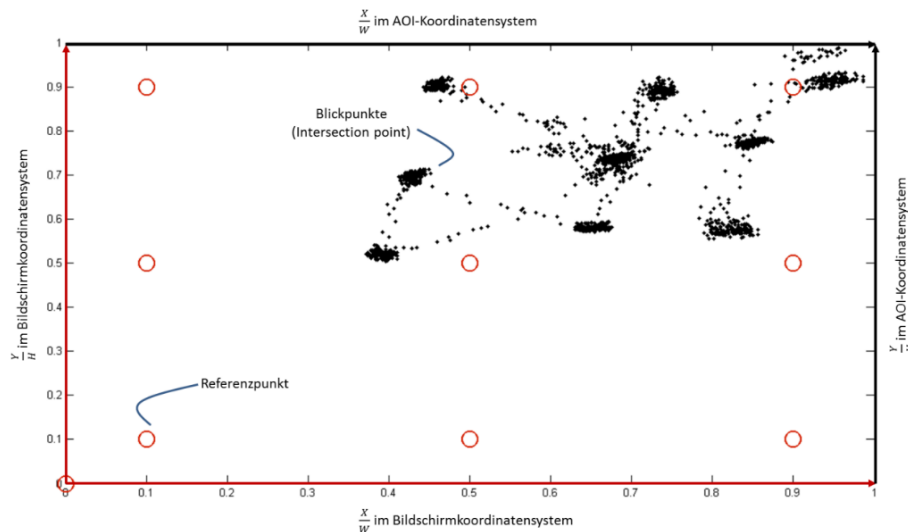 X/W im AOI-Koordinatensystem
1
0.9
0.8
0.7
0.6
0.5
0.4
0.3
0.2
0.1
0
Y/H im Bildschirmkoordinatensystem
Blickpunkte
(Intersection point)
Referenzpunkt
im AOI-Koordinatensystem
0 0.1 0.2 0.3 0.4 0.5 0.6 0.7 0.8 0.9 1
X/W im Bildschirmkoordinatensystem